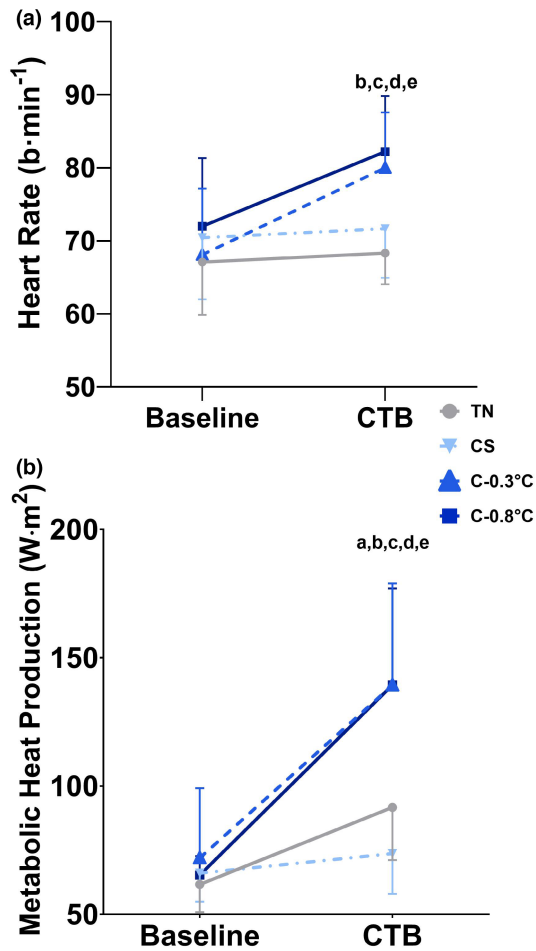 (a)
Heart Rate (b·min⁻¹)
100
90
80
70
60
50
b,c,d,e
Baseline
CTB
TN
CS
C-0.3°C
C-0.8°C
(b)
Metabolic Heat Production (W·m²)
200
150
100
50
a,b,c,d,e
Baseline
CTB